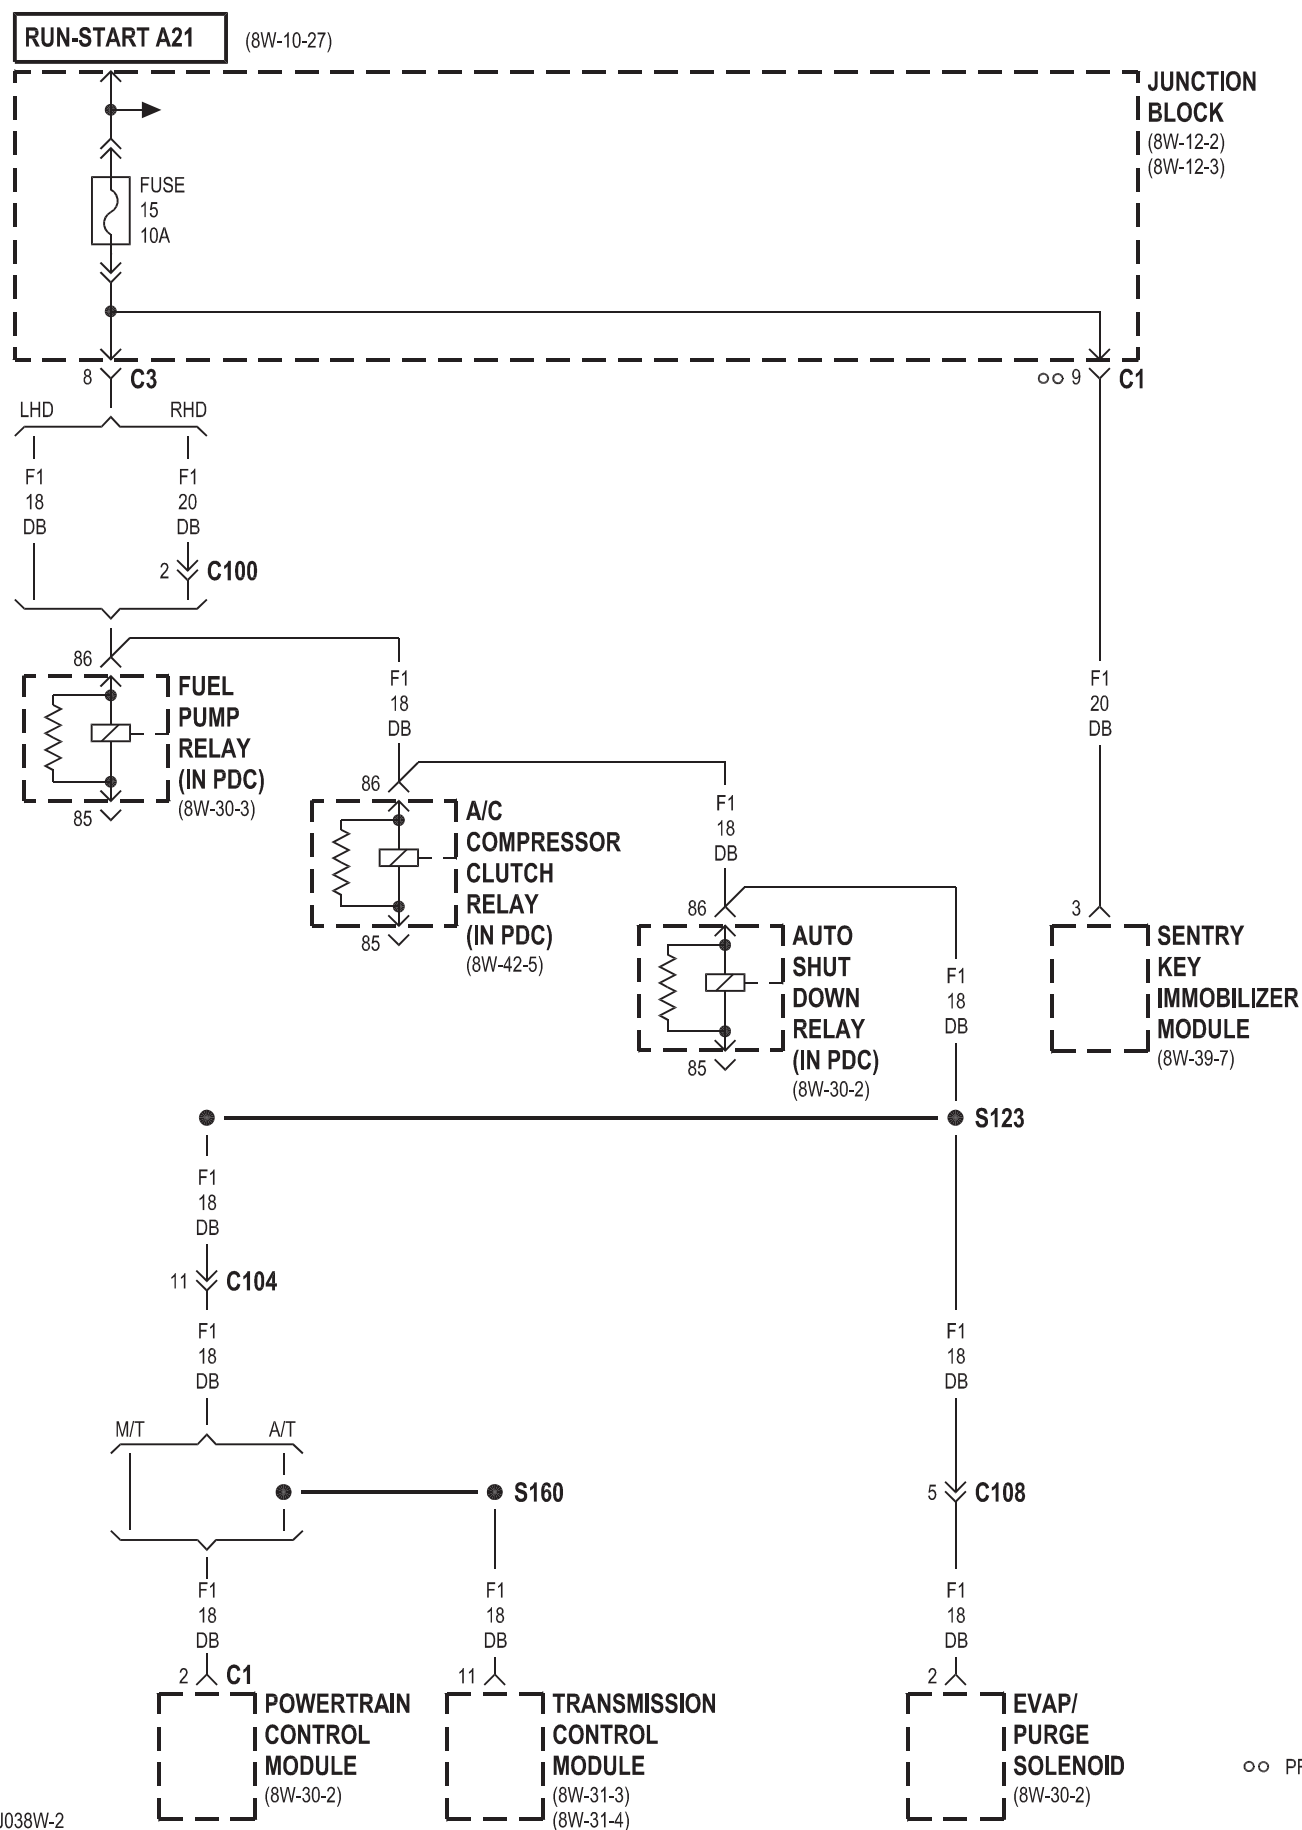 RUN-START A21 (8W-10-27)
JUNCTION
BLOCK
(8W-12-2)
(8W-12-3)
FUSE
15
10A
8 C3
oo 9 C1
LHD RHD
F1
18
DB
F1
20
DB
2 C100
86
FUEL
PUMP
RELAY
(IN PDC)
(8W-30-3)
85
F1
18
DB
86
A/C
COMPRESSOR
CLUTCH
RELAY
(IN PDC)
(8W-42-5)
85
F1
18
DB
86
AUTO
SHUT
DOWN
RELAY
(IN PDC)
(8W-30-2)
85
F1
18
DB
F1
20
DB
3
SENTRY
KEY
IMMOBILIZER
MODULE
(8W-39-7)
S123
F1
18
DB
11 C104
F1
18
DB
M/T A/T
S160
F1
18
DB
2 C1
POWERTRAIN
CONTROL
MODULE
(8W-30-2)
F1
18
DB
11
TRANSMISSION
CONTROL
MODULE
(8W-31-3)
(8W-31-4)
F1
18
DB
5 C108
F1
18
DB
2
EVAP/
PURGE
SOLENOID
(8W-30-2)
J038W-2